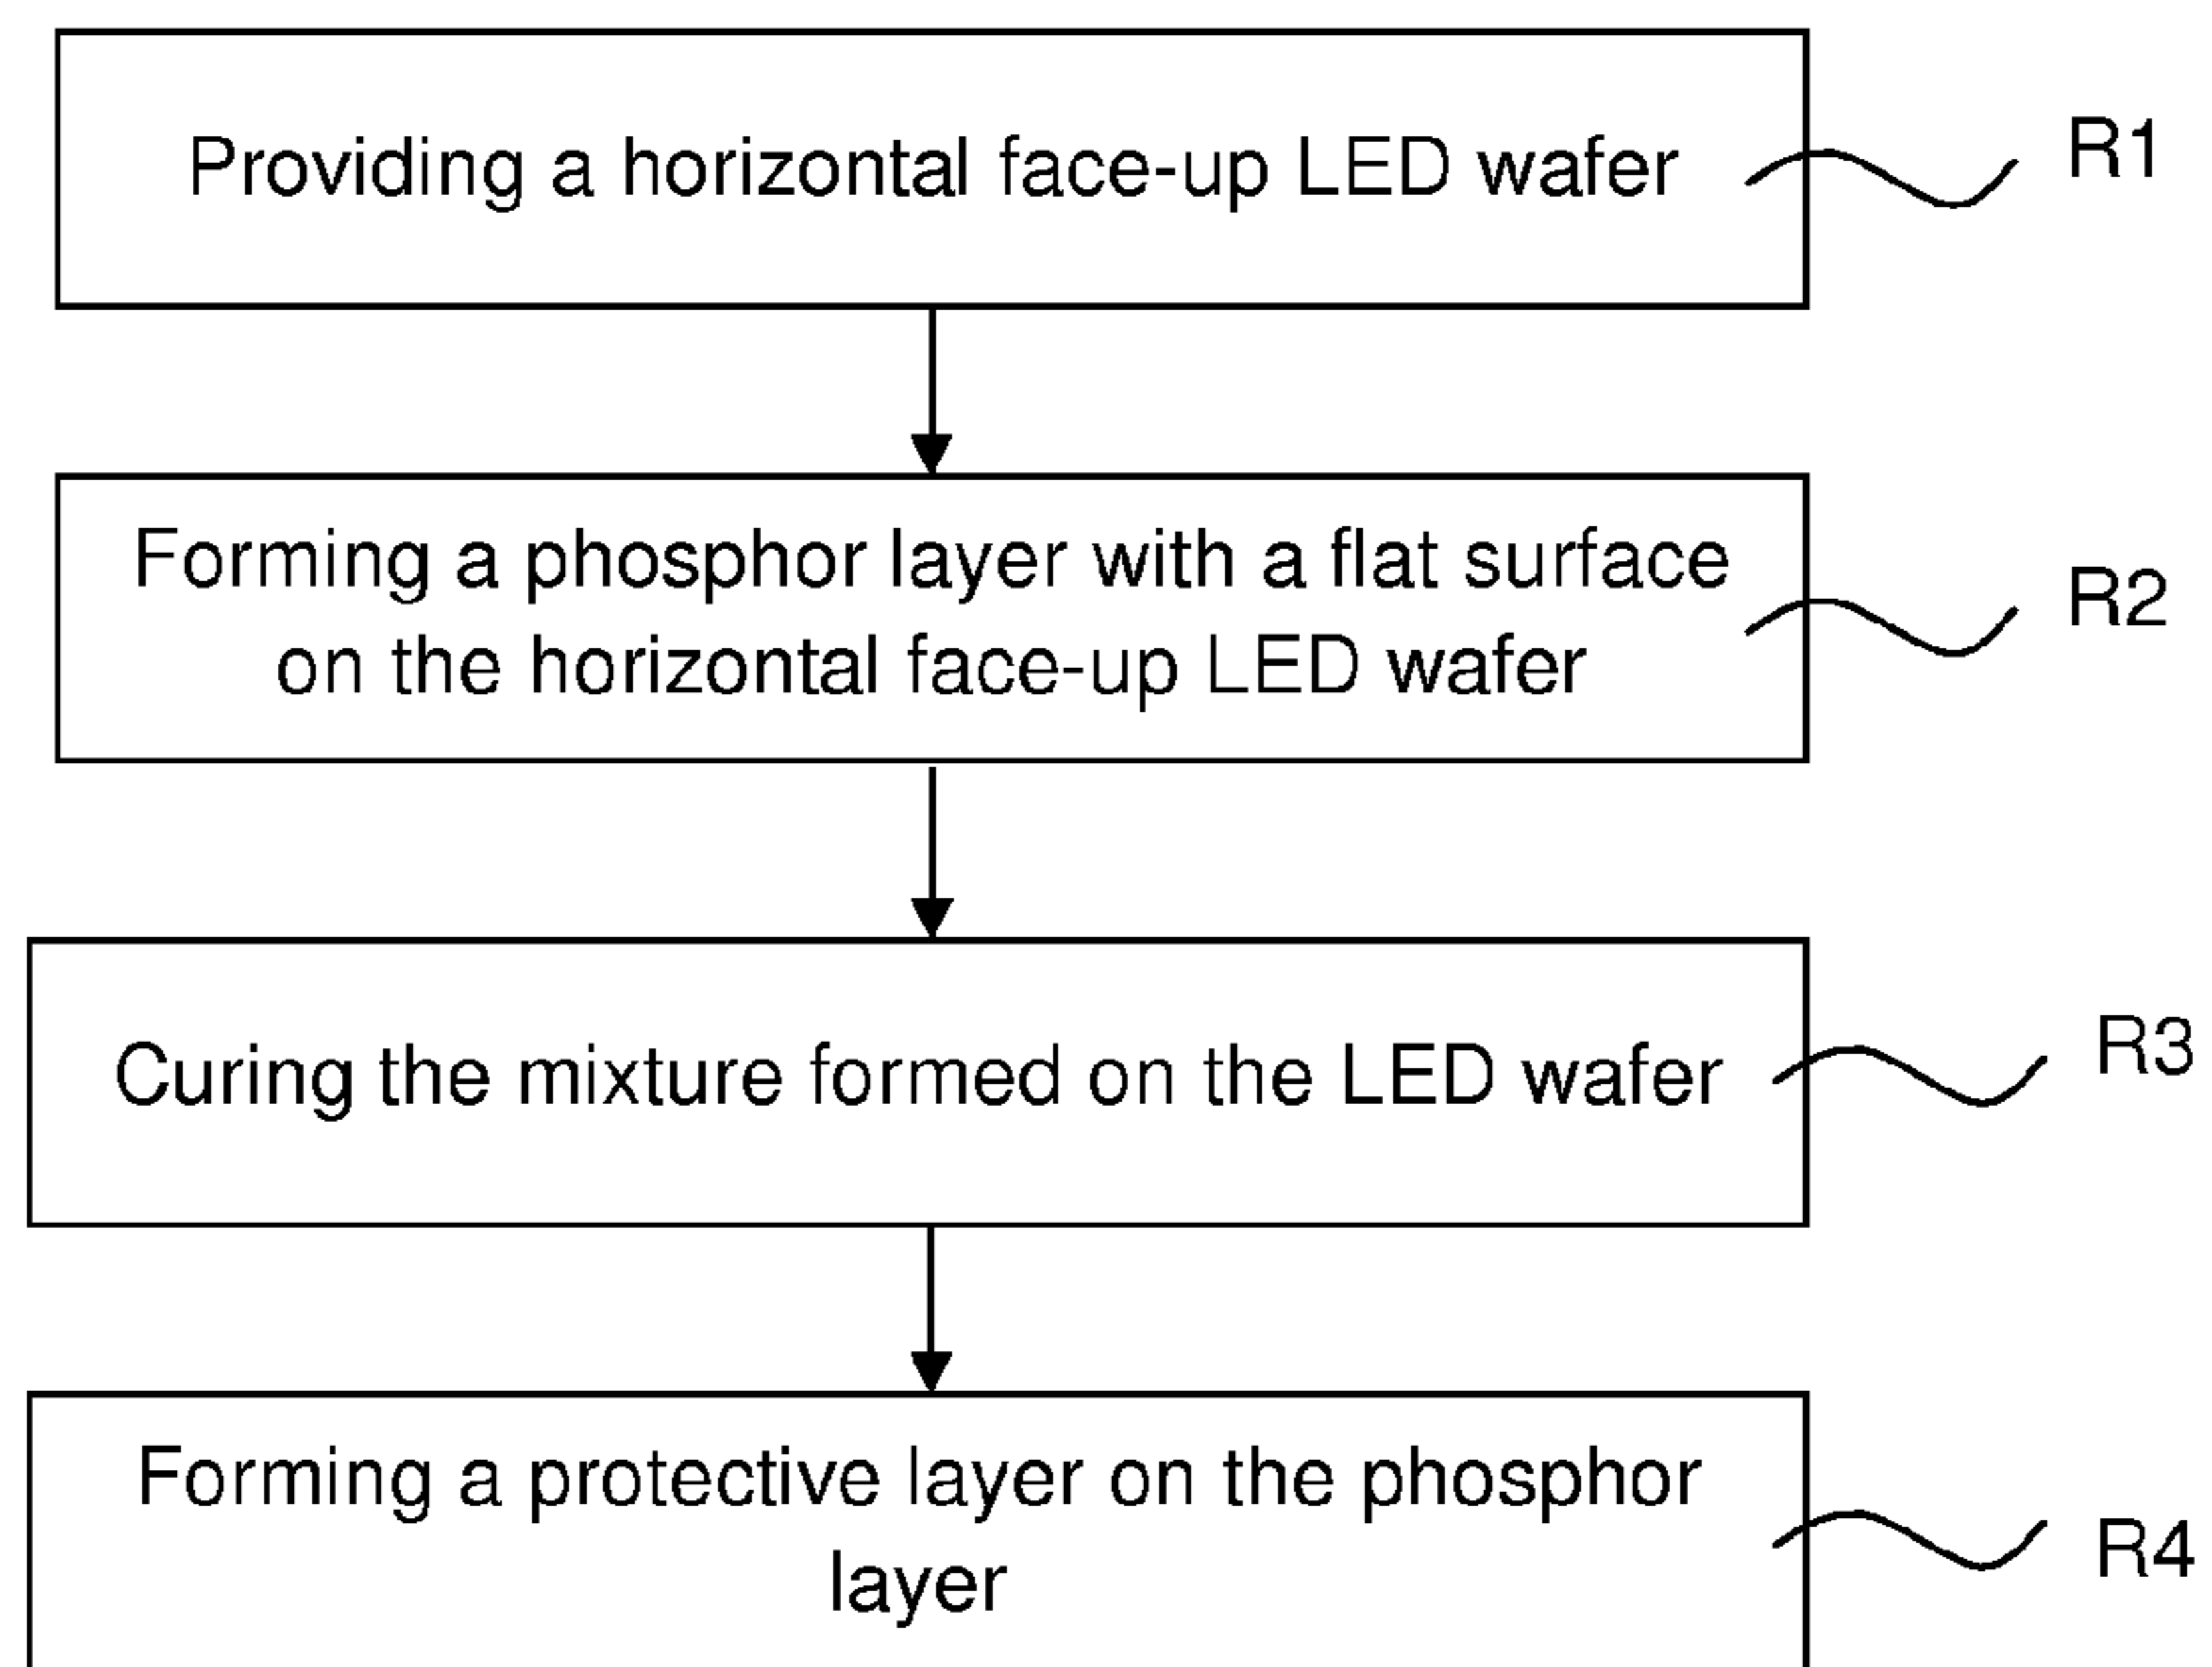 Providing a horizontal face-up LED wafer
R1
Forming a phosphor layer with a flat surface
on the horizontal face-up LED wafer
R2
Curing the mixture formed on the LED wafer
R3
Forming a protective layer on the phosphor
layer
R4